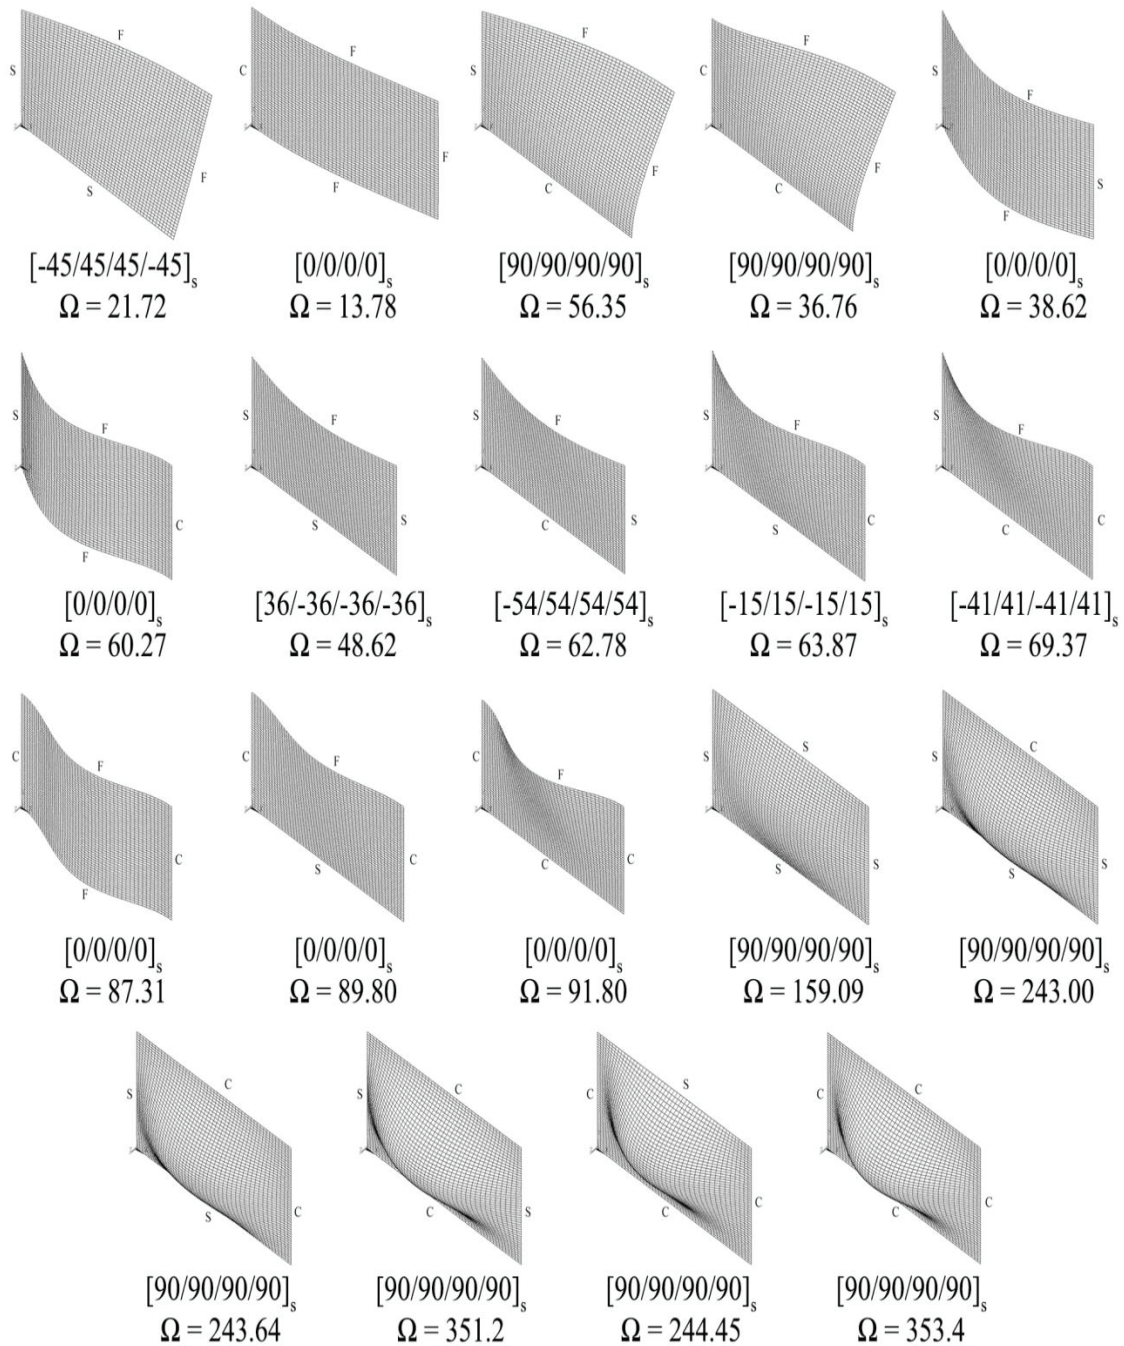 F
S
F
S
[-45/45/45/-45]s
Ω = 21.72
F
C
F
F
[0/0/0/0]s
Ω = 13.78
F
S
F
C
[90/90/90/90]s
Ω = 56.35
F
C
F
C
[90/90/90/90]s
Ω = 36.76
S
F
S
F
[0/0/0/0]s
Ω = 38.62
S
F
C
F
[0/0/0/0]s
Ω = 60.27
S
F
S
S
[36/-36/-36/-36]s
Ω = 48.62
S
F
S
C
[-54/54/54/54]s
Ω = 62.78
S
F
C
S
[-15/15/-15/15]s
Ω = 63.87
S
F
C
C
[-41/41/-41/41]s
Ω = 69.37
C
F
C
F
[0/0/0/0]s
Ω = 87.31
C
F
C
S
[0/0/0/0]s
Ω = 89.80
C
F
C
C
[0/0/0/0]s
Ω = 91.80
S
S
S
S
[90/90/90/90]s
Ω = 159.09
C
S
S
S
[90/90/90/90]s
Ω = 243.00
C
S
C
S
[90/90/90/90]s
Ω = 243.64
C
S
S
C
[90/90/90/90]s
Ω = 351.2
S
C
C
C
[90/90/90/90]s
Ω = 244.45
C
C
C
C
[90/90/90/90]s
Ω = 353.4